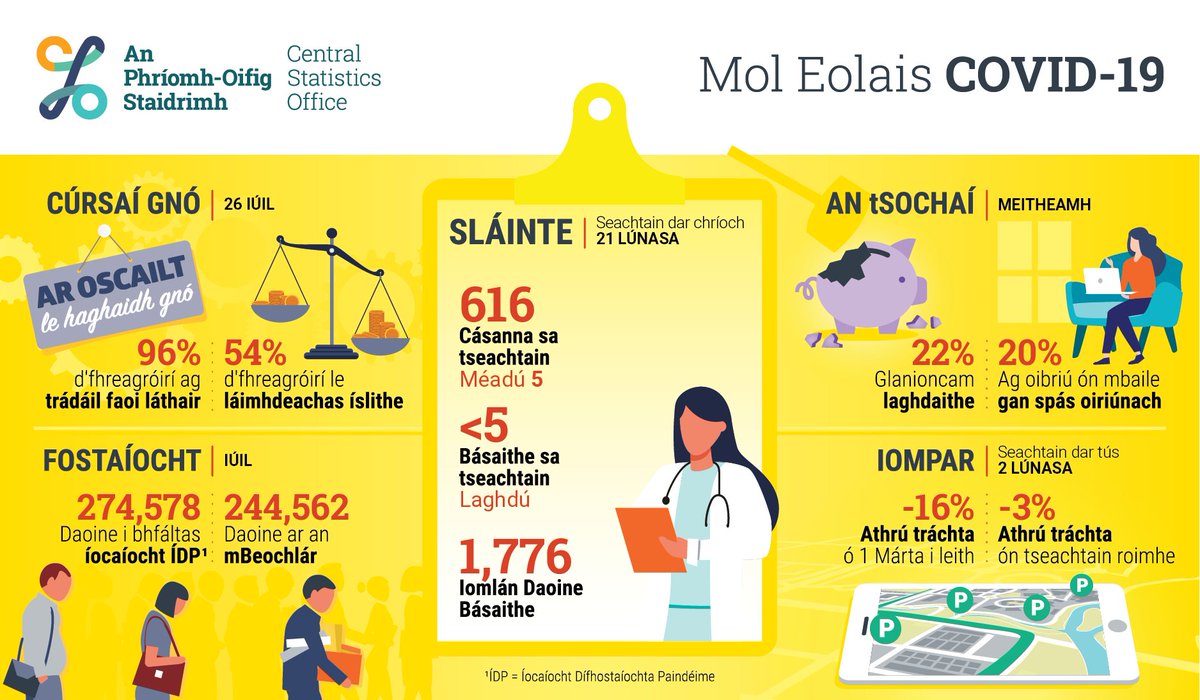 An
Phríomh-Oifig
Staidrimh
Central
Statistics
Office
Mol Eolais COVID-19
CÚRSAÍ GNÓ | 26 IÚIL
AR OSCAILT
le haghaidh gnó
96%
d'fhreagróirí ag
trádáil faoi láthair
54%
d'fhreagróirí le
láimhdeachas íslithe
FOSTAÍOCHT | IÚIL
274,578
Daoine i bhfáltas
íocaíocht ÍDP¹
244,562
Daoine ar an
mBeochlár
SLÁINTE | Seachtain dar chríoch
21 LÚNASA
616
Cásanna sa
tseachtain
Méadú 5
<5
Básaithe sa
tseachtain
Laghdú
1,776
Iomlán Daoine
Básaithe
¹ÍDP = Íocaíocht Dífhostaíochta Paindéime
AN tSOCHAÍ | MEITHEAMH
22%
Glanioncam
laghdaithe
20%
Ag oibriú ón mbaile
gan spás oiriúnach
IOMPAR | Seachtain dar tús
2 LÚNASA
-16%
Athrú tráchta
ó 1 Márta i leith
-3%
Athrú tráchta
ón tseachtain roimhe
P
P
P
P